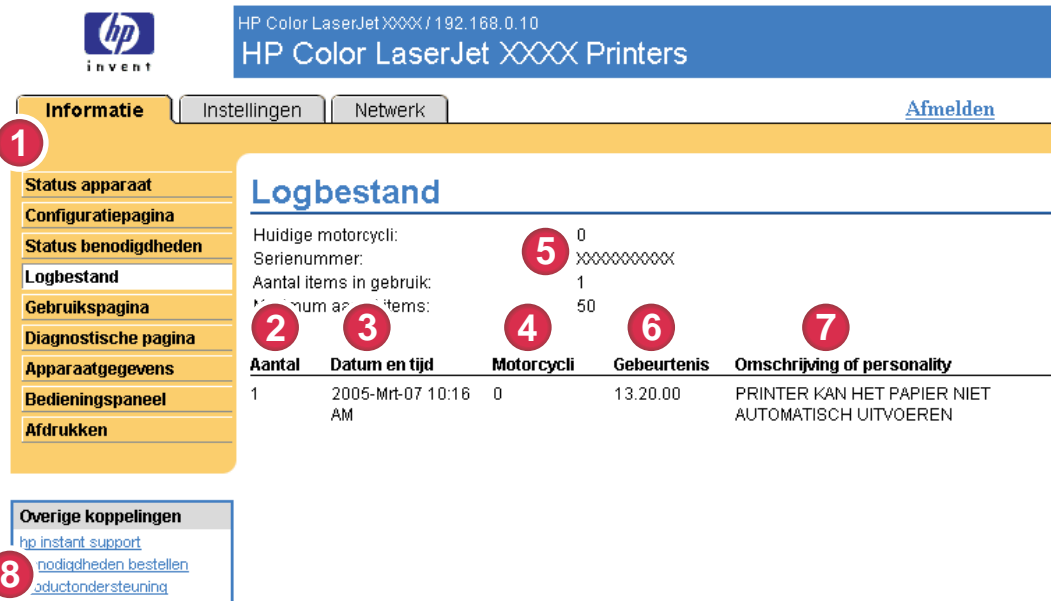 hp
invent
HP Color LaserJet XXXX / 192.168.0.10
HP Color LaserJet XXXX Printers
Informatie
Instellingen
Netwerk
Afmelden
1
Status apparaat
Configuratiepagina
Status benodigdheden
Logbestand
Gebruikspagina
Diagnostische pagina
Apparaatgegevens
Bedieningspaneel
Afdrukken
Overige koppelingen
hp instant support
bestellen
8
Logbestand
Huidige motorcycli: 0
Serienummer: 5 XXXXXXXXXX
Aantal items in gebruik: 1
items: 50
2 3 4 6 7
Aantal Datum en tijd Motorcycli Gebeurtenis Omschrijving of personality
1 2005-Mrt-07 10:16 0 13.20.00 PRINTER KAN HET PAPIER NIET
AM AUTOMATISCH UITVOEREN